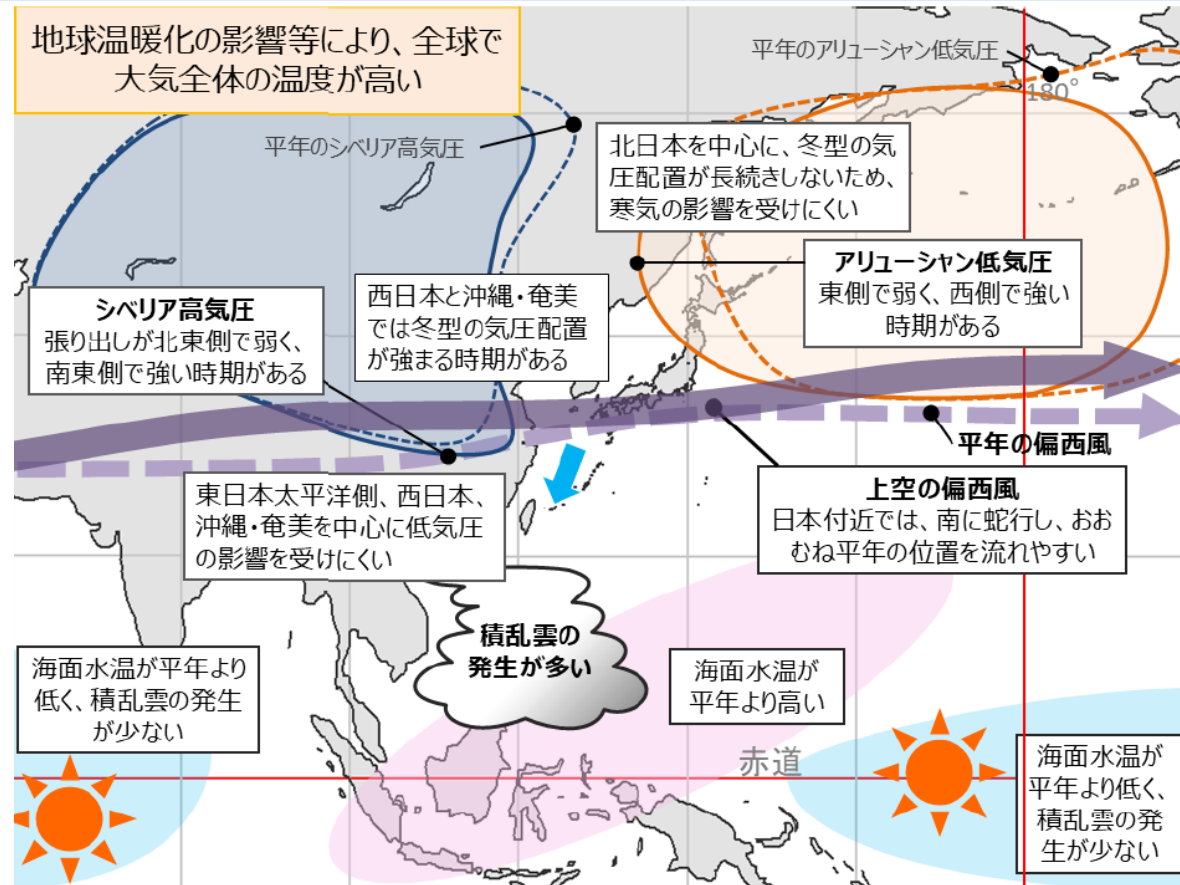 地球温暖化の影響等により、全球で
大気全体の温度が高い
平年のアリューシャン低気圧
180°
平年のシベリア高気圧
北日本を中心に、冬型の気
圧配置が長続きしないため、
寒気の影響を受けにくい
アリューシャン低気圧
東側で弱く、西側で強い
時期がある
シベリア高気圧
張り出しが北東側で弱く、
南東側で強い時期がある
西日本と沖縄・奄美
では冬型の気圧配置
が強まる時期がある
平年の偏西風
上空の偏西風
日本付近では、南に蛇行し、おお
むね平年の位置を流れやすい
東日本太平洋側、西日本、
沖縄・奄美を中心に低気圧
の影響を受けにくい
積乱雲の
発生が多い
海面水温が平年より
低く、積乱雲の発生
が少ない
海面水温が
平年より高い
赤道
海面水温が
平年より低く、
積乱雲の発
生が少ない